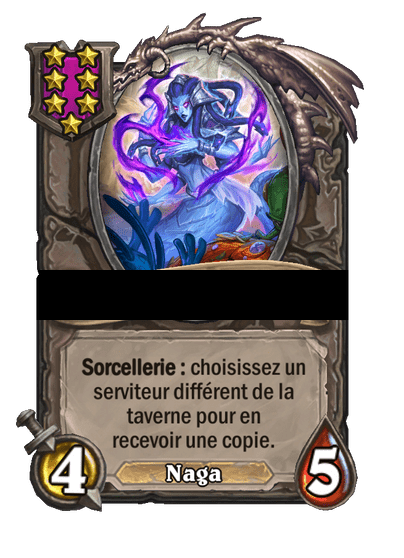 Sorcellerie : choisissez un
serviteur différent de la
taverne pour en
recevoir une copie.
4
Naga
5